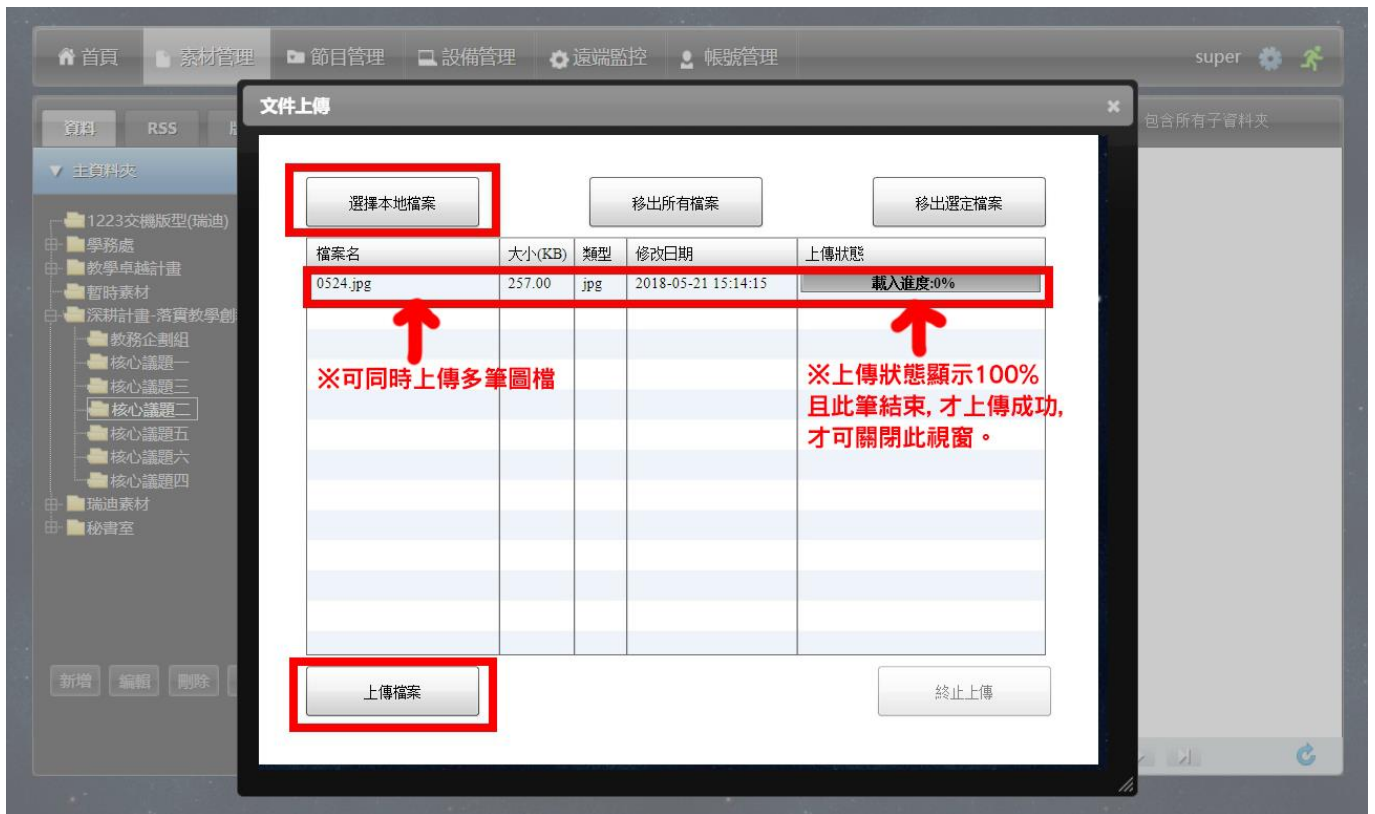 首頁
素材管理
節目管理
設備管理
遠端監控
帳號管理
super
文件上傳
資料
RSS
包含所有子資料夾
主資料夾
1223交機版型(瑞迪)
學務處
教學卓越計畫
暫時素材
深耕計畫-落實教學創
教務企劃組
核心議題一
核心議題三
核心議題二
核心議題五
核心議題六
核心議題四
瑞迪素材
秘書室
新增
編輯
刪除
選擇本地檔案
移出所有檔案
移出選定檔案
檔案名 大小(KB) 類型 修改日期 上傳狀態
0524.jpg 257.00 jpg 2018-05-21 15:14:15 載入進度:0%
※可同時上傳多筆圖檔
※上傳狀態顯示100%
且此筆結束, 才上傳成功,
才可關閉此視窗。
上傳檔案
終止上傳